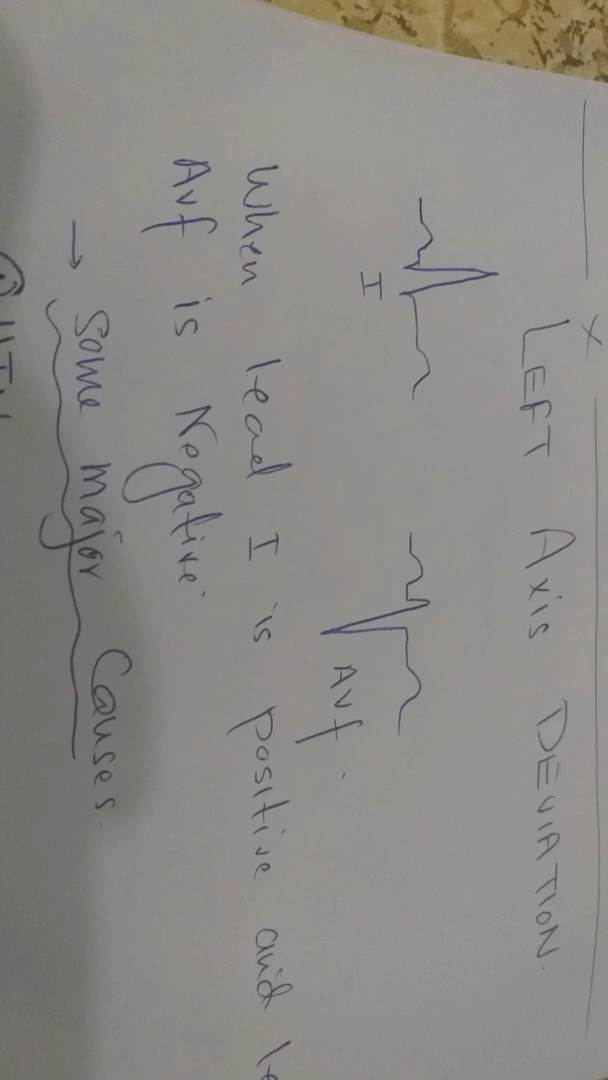 LEFT AXIS DEVIATION.
I
Avf.
When lead I is positive and
Avf is Negative.
→ Some major Causes.